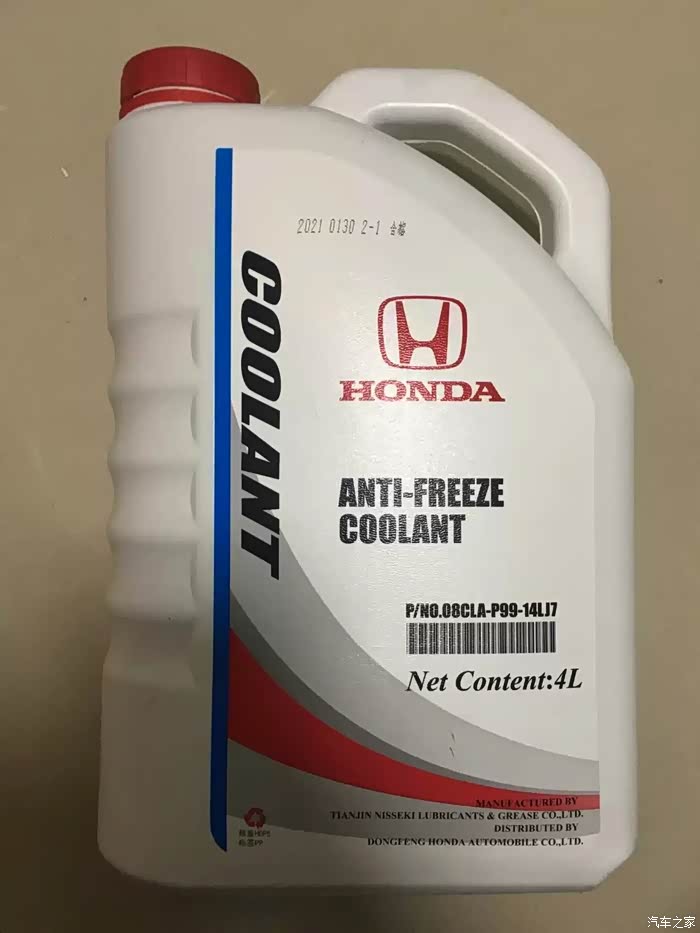 2021 0130 2-1 合格
COOLANT
HONDA
ANTI-FREEZE
COOLANT
P/NO.08CLA-P99-14LJ7
Net Content:4L
MANUFACTURED BY
TIANJIN NISSEKI LUBRICANTS & GREASE CO.,LTD.
DISTRIBUTED BY
DONGFENG HONDA AUTOMOBILE CO.,LTD.
汽车之家